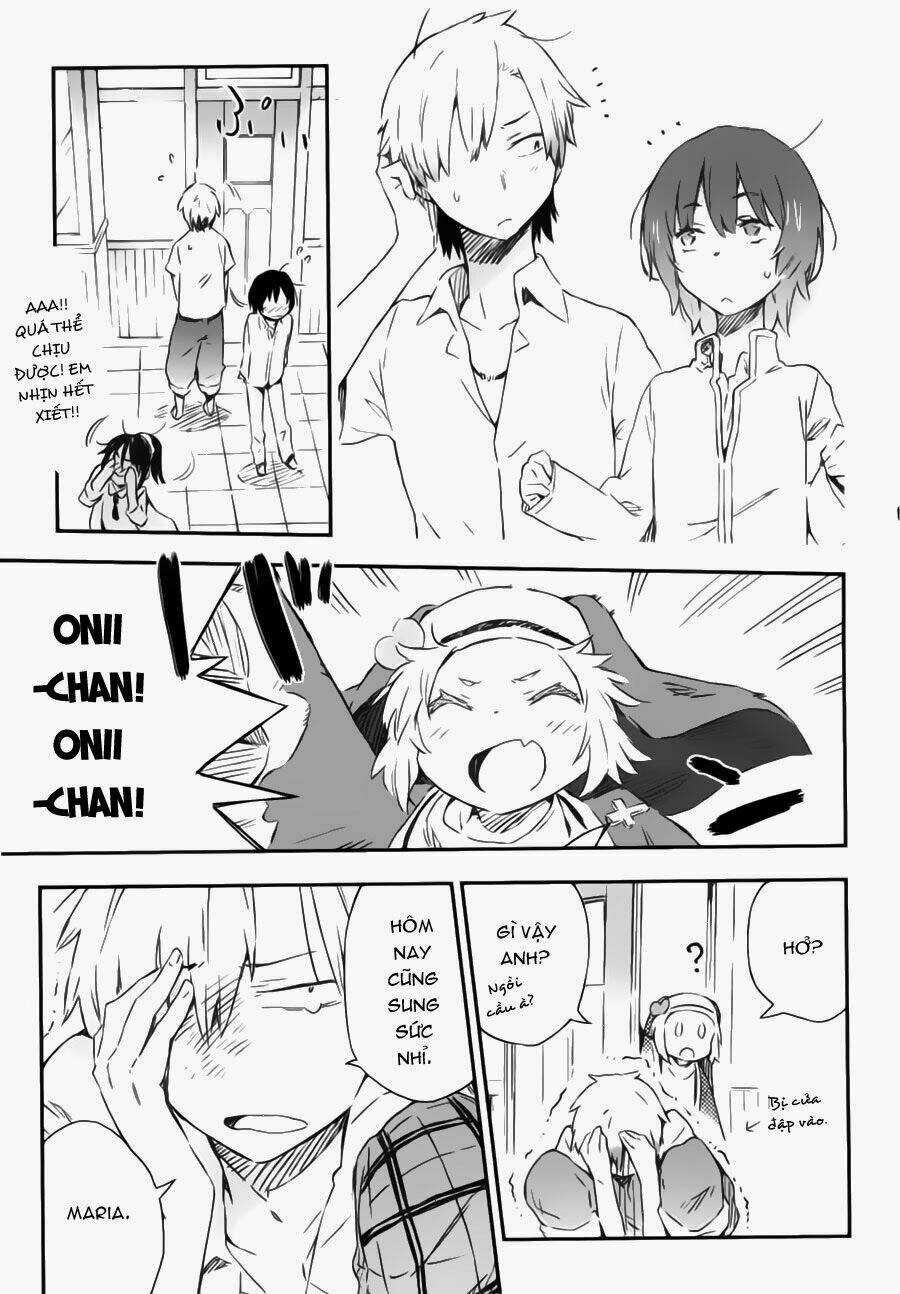 ぷ
AAA!!
QUÁ THỂ
CHỊU
ĐƯỢC! EM
NHỊN HẾT
XIẾT!!
ONII
-CHAN!
ONII
-CHAN!
HỞ?
?
GÌ VẬY
ANH?
Ngồi
cầu à?
Bị cửa
đập vào.
HÔM
NAY
CŨNG
SUNG
SỨC
NHỈ.
MARIA.